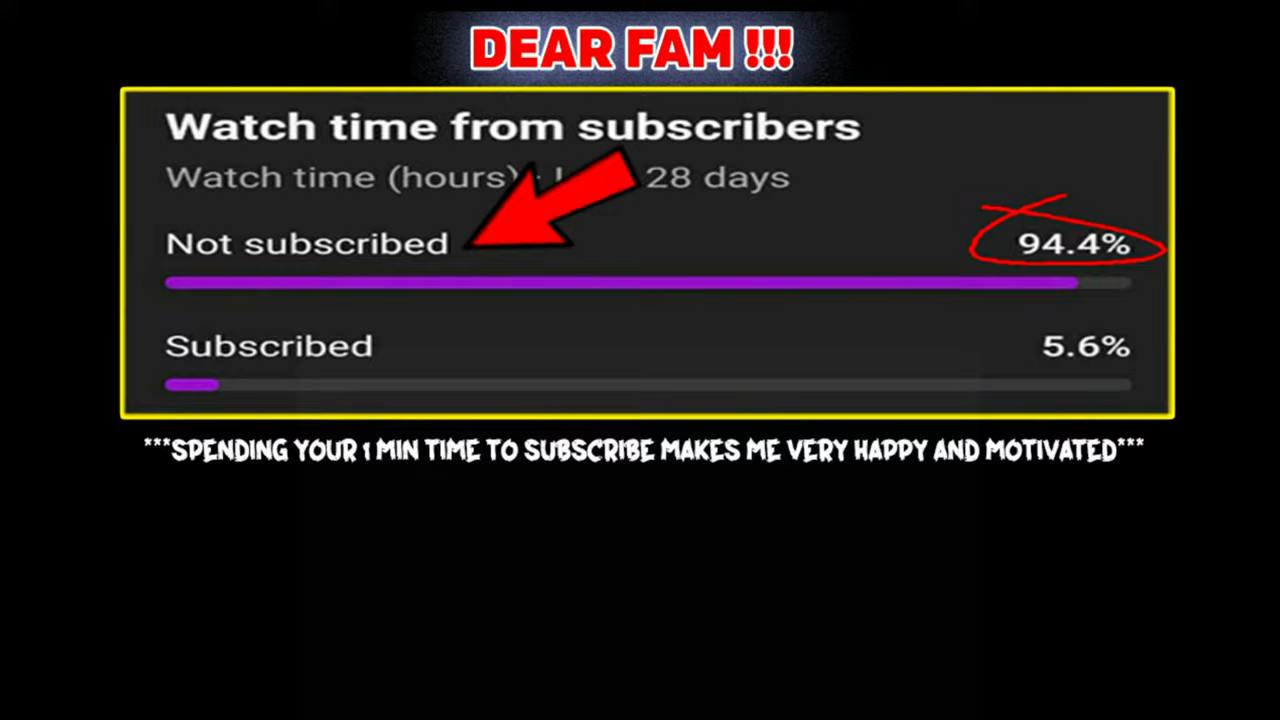 DEAR FAM !!!
Watch time from subscribers
Watch time (hours) · 28 days
Not subscribed 94.4%
Subscribed 5.6%
***SPENDING YOUR 1 MIN TIME TO SUBSCRIBE MAKES ME VERY HAPPY AND MOTIVATED***